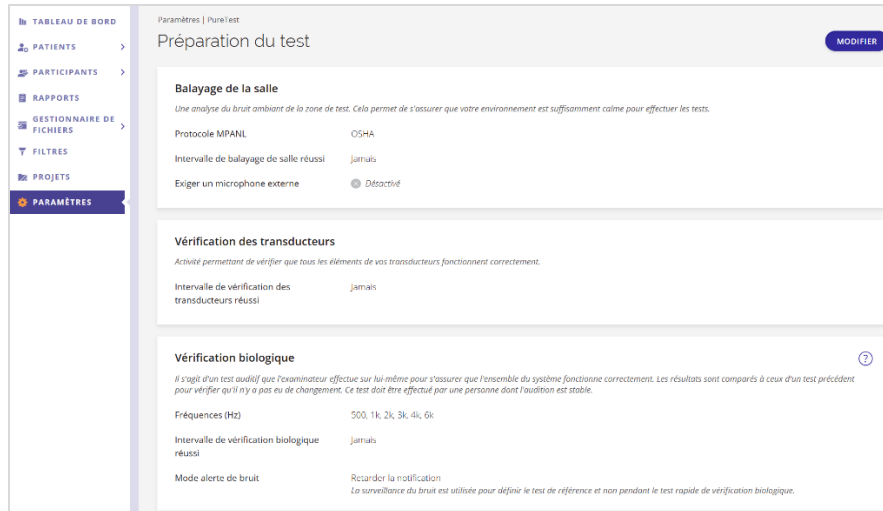 TABLEAU DE BORD
PATIENTS
PARTICIPANTS
RAPPORTS
GESTIONNAIRE DE
FICHIERS
FILTRES
PROJETS
PARAMÈTRES
Paramètres | PureTest
Préparation du test
MODIFIER
Balayage de la salle
Une analyse du bruit ambiant de la zone de test. Cela permet de s'assurer que votre environnement est suffisamment calme pour effectuer les tests.
Protocole MPANL OSHA
Intervalle de balayage de salle réussi Jamais
Exiger un microphone externe Désactivé
Vérification des transducteurs
Activité permettant de vérifier que tous les éléments de vos transducteurs fonctionnent correctement.
Intervalle de vérification des Jamais
transducteurs réussi
Vérification biologique
?
Il s'agit d'un test auditif que l'examinateur effectue sur lui-même pour s'assurer que l'ensemble du système fonctionne correctement. Les résultats sont comparés à ceux d'un test précédent
pour vérifier qu'il n'y a pas eu de changement. Ce test doit être effectué par une personne dont l'audition est stable.
Fréquences (Hz) 500, 1k, 2k, 3k, 4k, 6k
Intervalle de vérification biologique Jamais
réussi
Mode alerte de bruit Retarder la notification
La surveillance du bruit est utilisée pour définir le test de référence et non pendant le test rapide de vérification biologique.